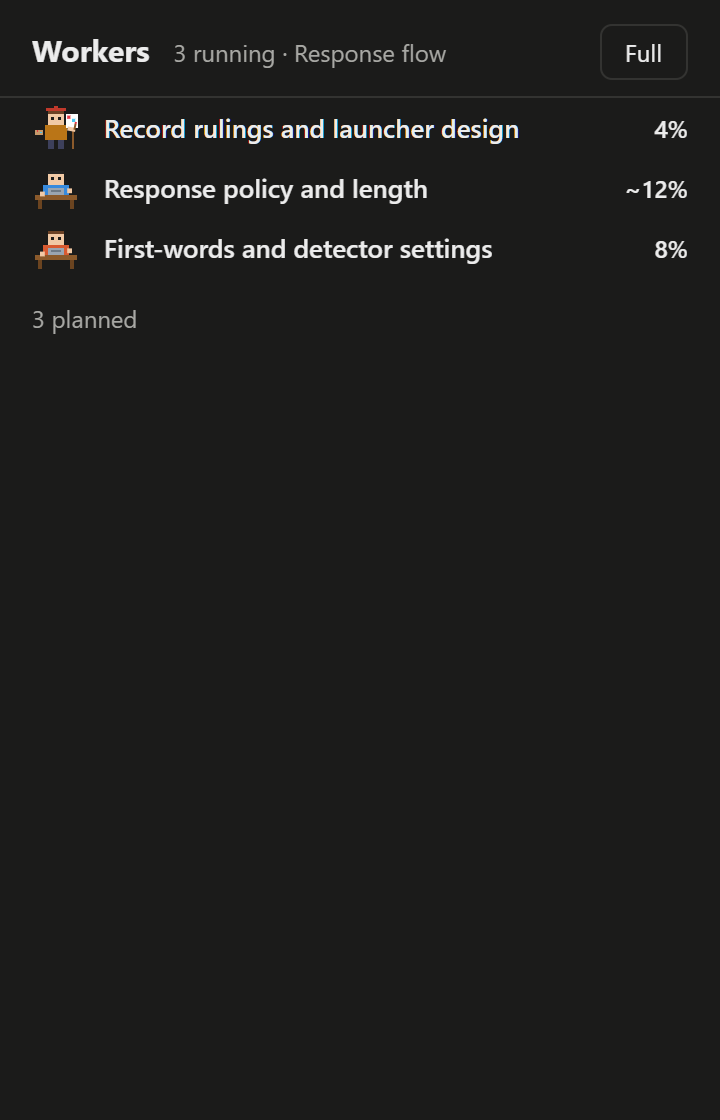 Workers 3 running · Response flow Full
Record rulings and launcher design 4%
Response policy and length ~12%
First-words and detector settings 8%
3 planned